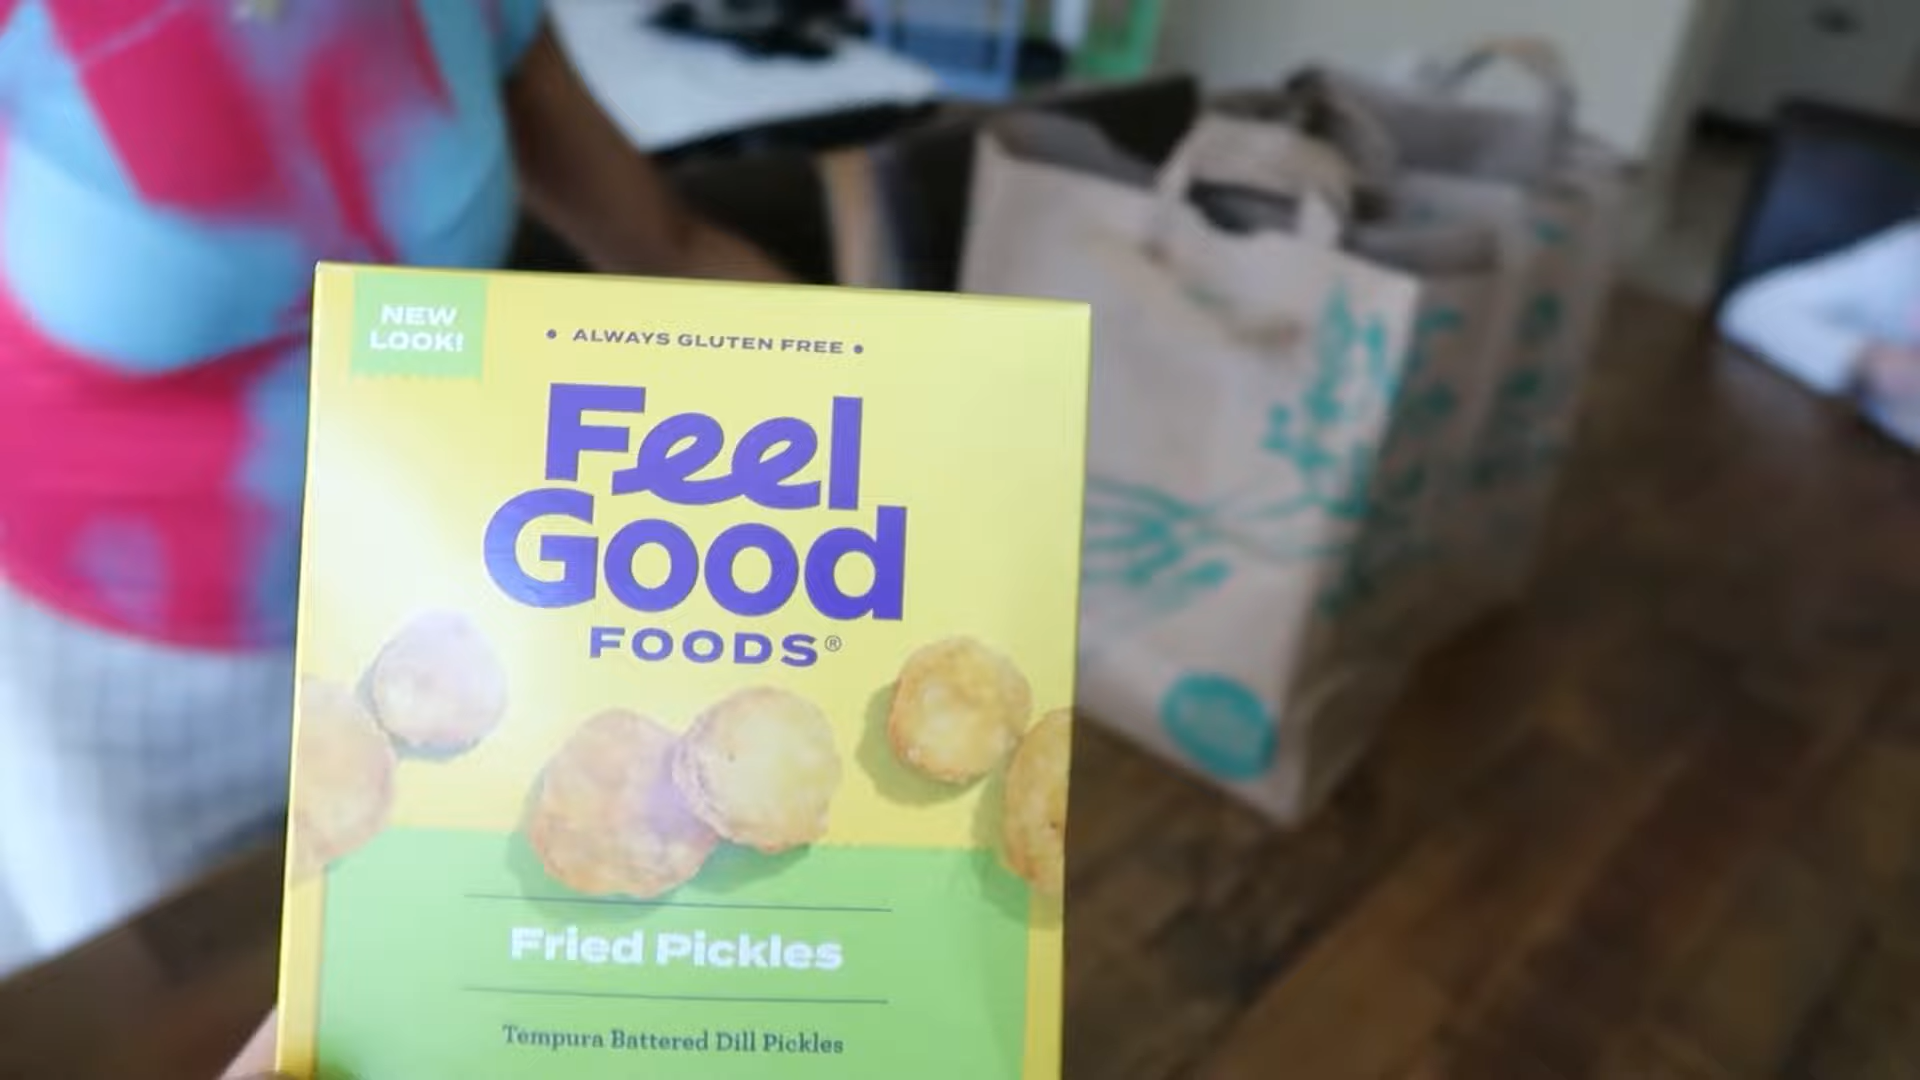 NEW
LOOK!
• ALWAYS GLUTEN FREE •
Feel
Good
FOODS®
Fried Pickles
Tempura Battered Dill Pickles